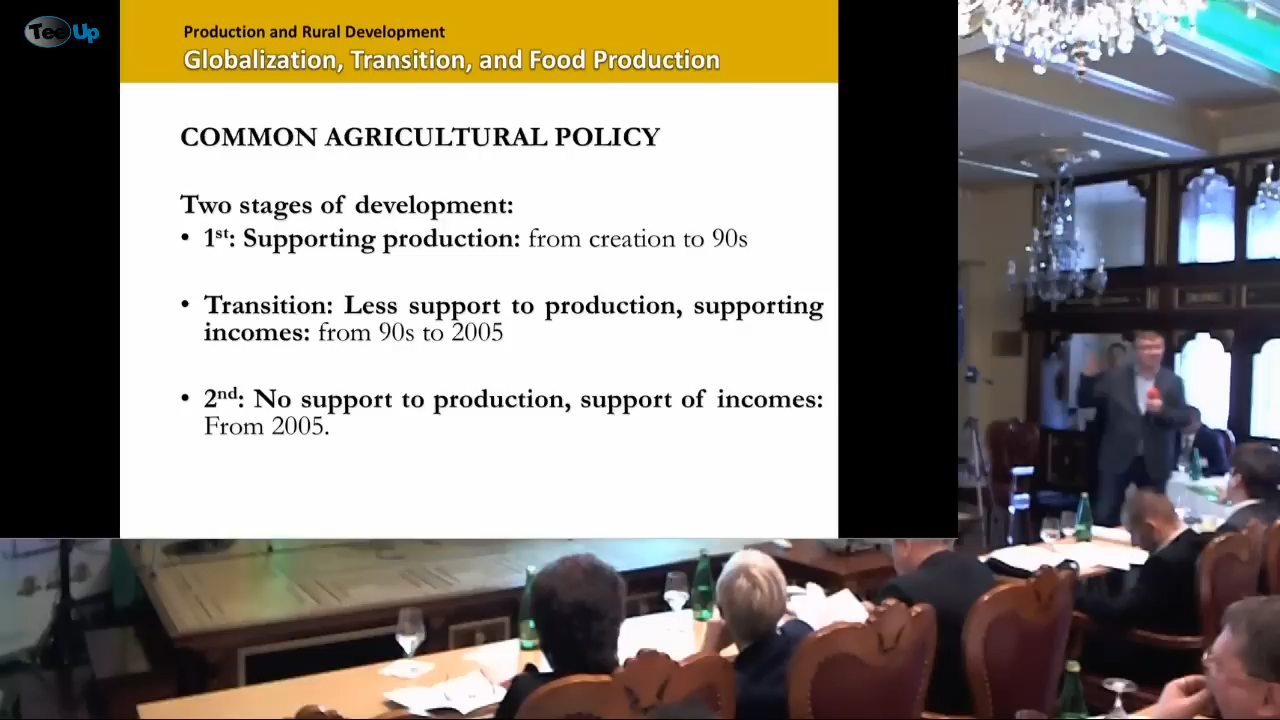 TeeUp
Production and Rural Development
Globalization, Transition, and Food Production
COMMON AGRICULTURAL POLICY
Two stages of development:
• 1st: Supporting production: from creation to 90s
• Transition: Less support to production, supporting
incomes: from 90s to 2005
• 2nd: No support to production, support of incomes:
From 2005.